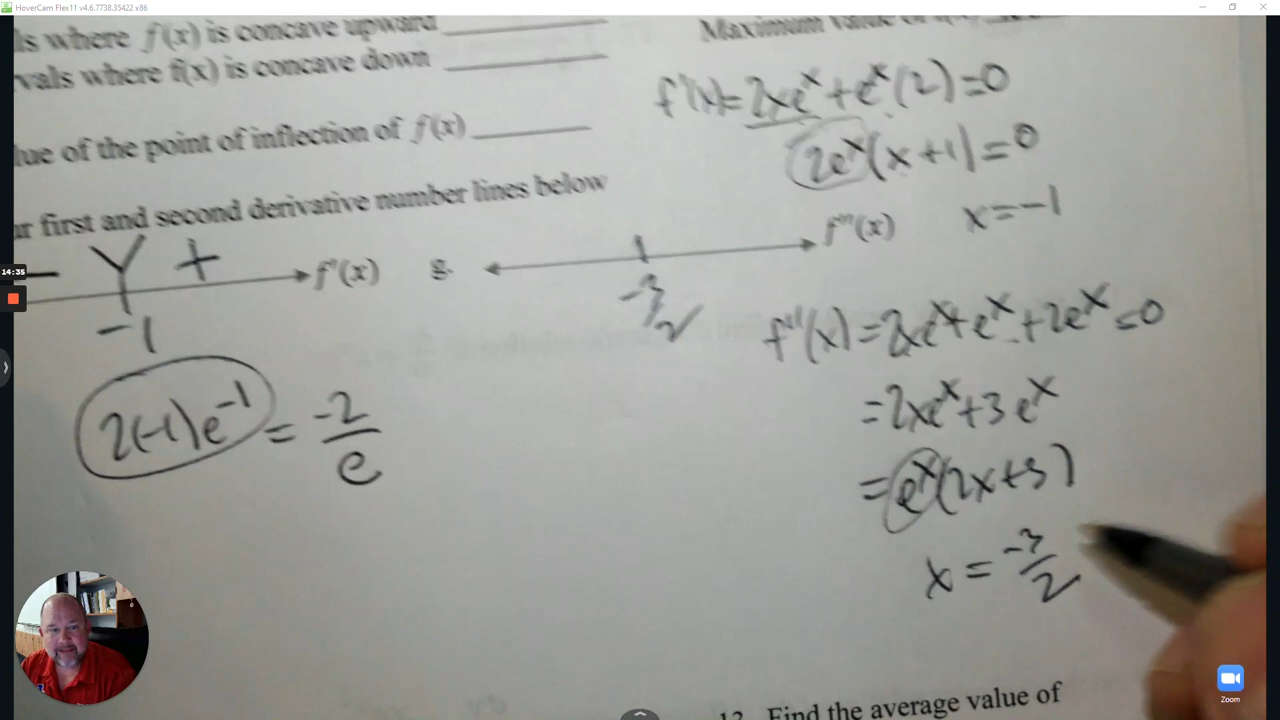 HoverCam Flex11 v4.6.7738.35422 x86
ls where f(x) is concave upward
vals where f(x) is concave down
lue of the point of inflection of f(x)
ur first and second derivative number lines below
− + f'(x)
−1
2(-1)e^-1 = -2/e
g. f''(x)
-3/2
Maximum value of
f'(x)=2xe^x+e^x(2)=0
2e^x(x+1)=0
x=-1
f''(x)=2xe^x+e^x+2e^x=0
=2xe^x+3e^x
=e^x(2x+3)
x=-3/2
12. Find the average value of
14:35
Zoom